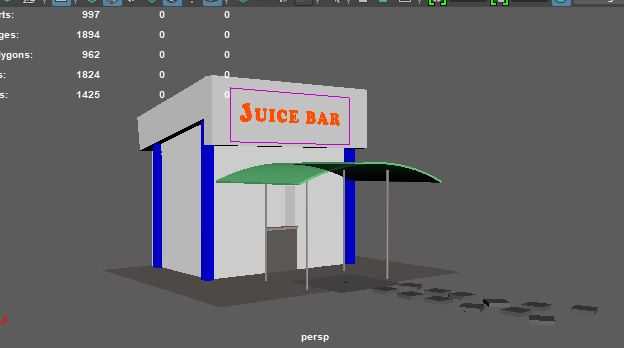 rts: 997 0 0
ges: 1894 0 0
lygons: 962 0 0
s: 1824 0 0
s: 1425 0 0
JUICE BAR
persp
x